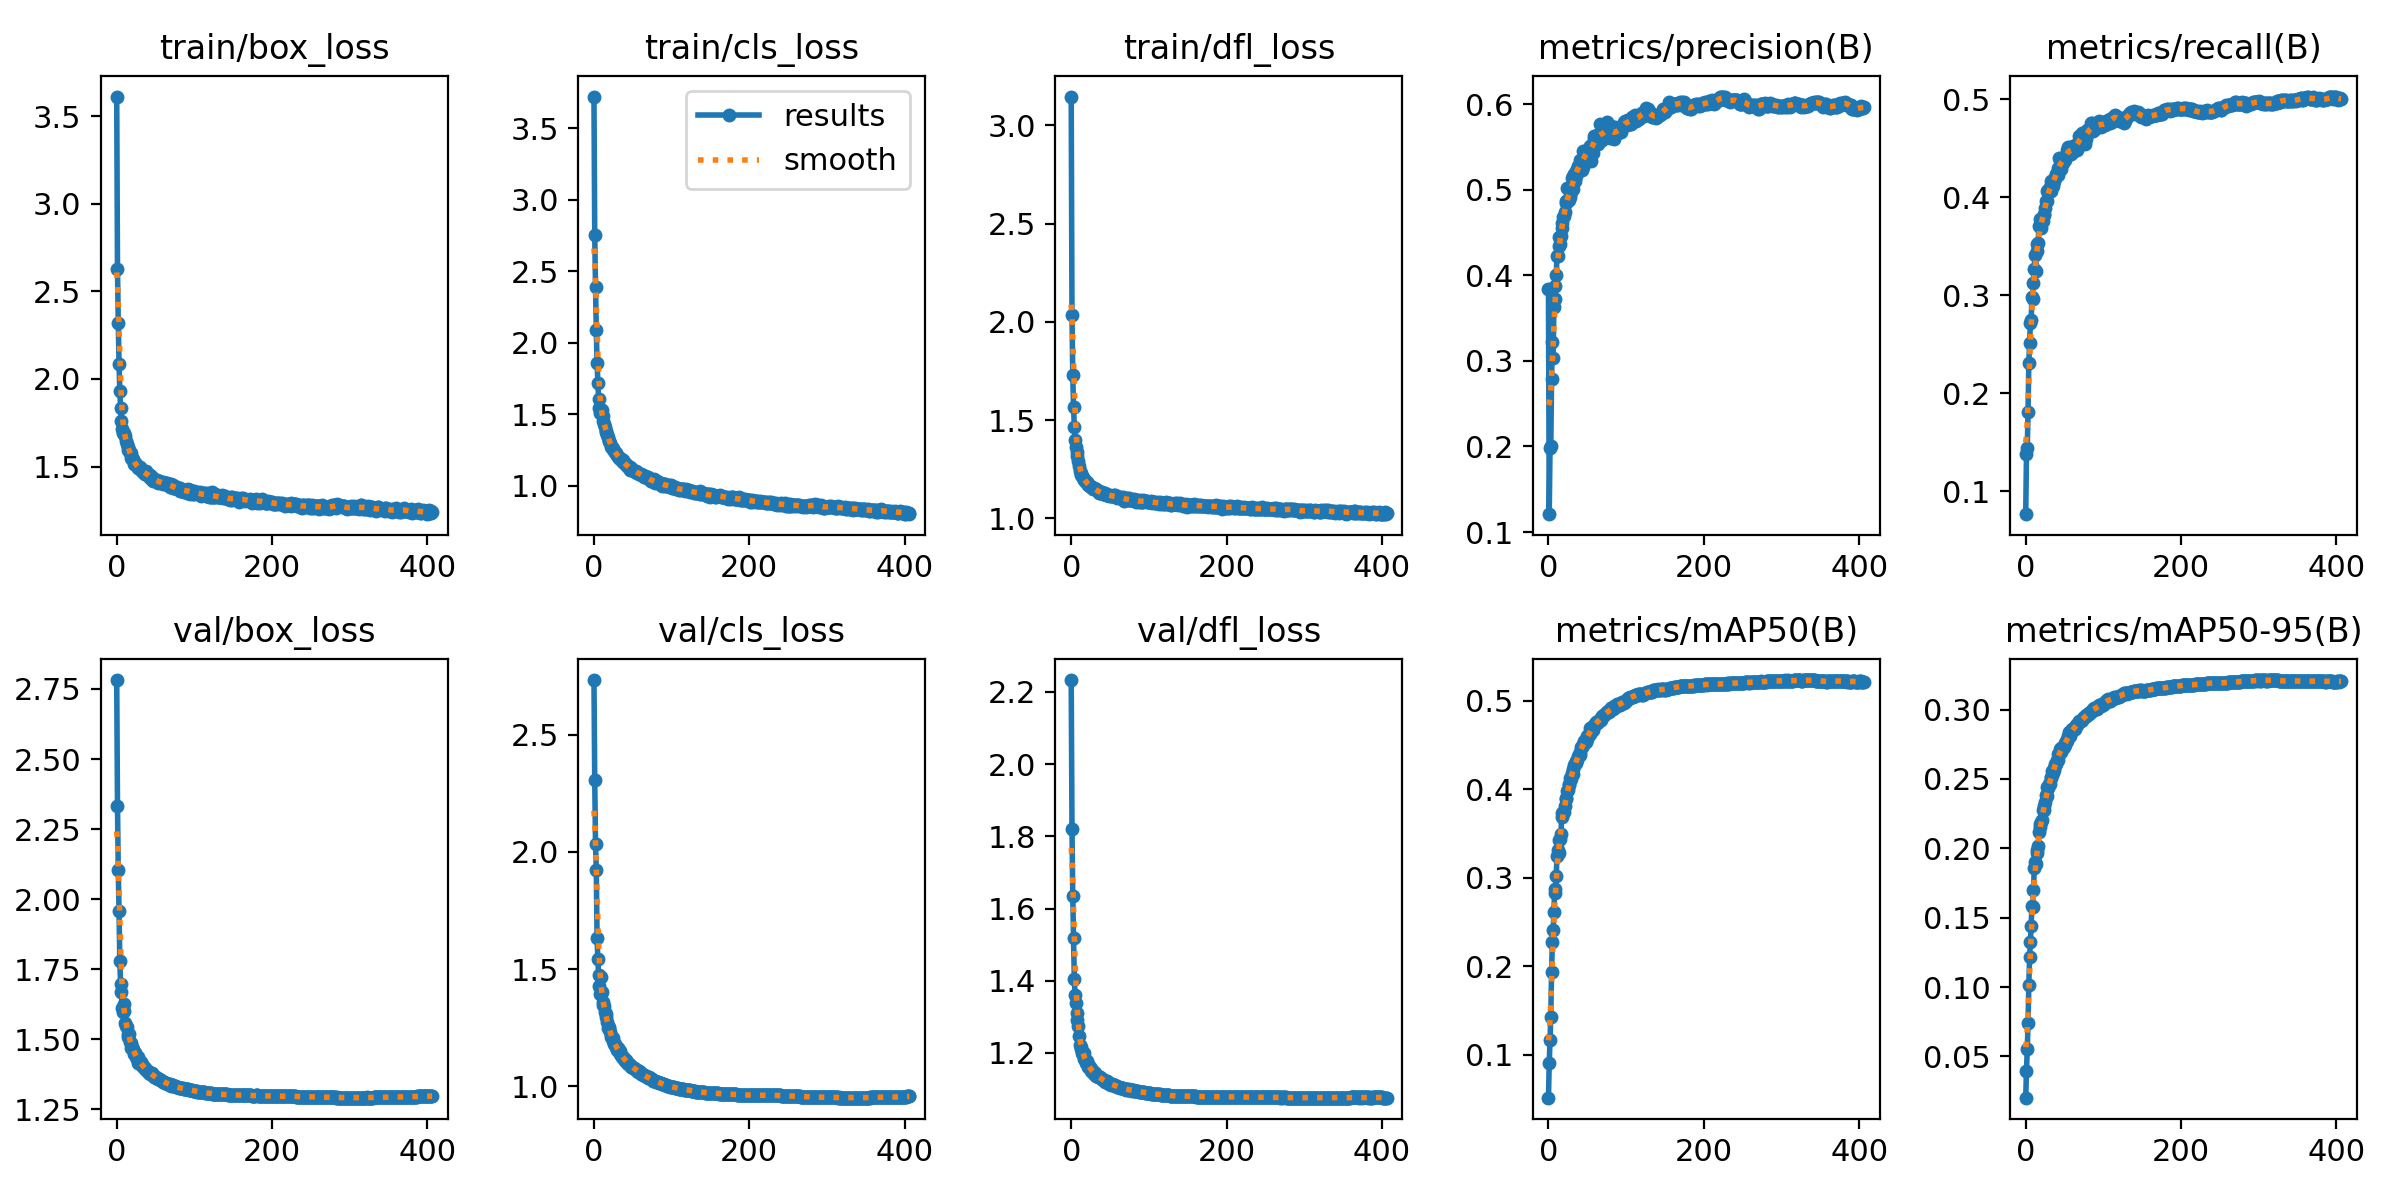 train/box_loss
3.5
3.0
2.5
2.0
1.5
0 200 400
train/cls_loss
results
smooth
3.5
3.0
2.5
2.0
1.5
1.0
0 200 400
train/dfl_loss
3.0
2.5
2.0
1.5
1.0
0 200 400
metrics/precision(B)
0.6
0.5
0.4
0.3
0.2
0.1
0 200 400
metrics/recall(B)
0.5
0.4
0.3
0.2
0.1
0 200 400
val/box_loss
2.75
2.50
2.25
2.00
1.75
1.50
1.25
0 200 400
val/cls_loss
2.5
2.0
1.5
1.0
0 200 400
val/dfl_loss
2.2
2.0
1.8
1.6
1.4
1.2
0 200 400
metrics/mAP50(B)
0.5
0.4
0.3
0.2
0.1
0 200 400
metrics/mAP50-95(B)
0.30
0.25
0.20
0.15
0.10
0.05
0 200 400